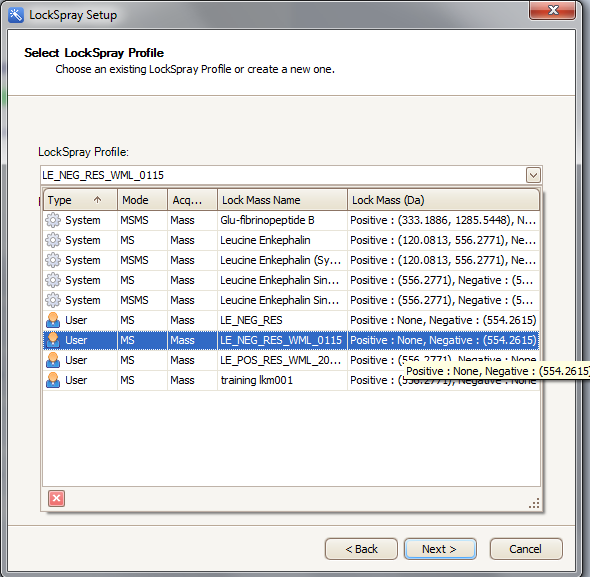 LockSpray Setup
Select LockSpray Profile
Choose an existing LockSpray Profile or create a new one.
LockSpray Profile:
LE_NEG_RES_WML_0115
Type Mode Acq... Lock Mass Name Lock Mass (Da)
System MSMS Mass Glu-fibrinopeptide B Positive : (333.1886, 1285.5448), N...
System MS Mass Leucine Enkephalin Positive : (120.0813, 556.2771), Ne...
System MSMS Mass Leucine Enkephalin (Sy... Positive : (120.0813, 556.2771), Ne...
System MS Mass Leucine Enkephalin Sin... Positive : (556.2771), Negative : (5...
System MSMS Mass Leucine Enkephalin Sin... Positive : (556.2771), Negative : (5...
User MS Mass LE_NEG_RES Positive : None, Negative : (554.2615)
User MS Mass LE_NEG_RES_WML_0115 Positive : None, Negative : (554.2615)
User MS Mass LE_POS_RES_WML_20... Positive : (556.2771), Negative : None
Positive : None, Negative : (554.2615)
User MS Mass training lkm001 Positive : (556.2771), Negative : None
< Back Next > Cancel